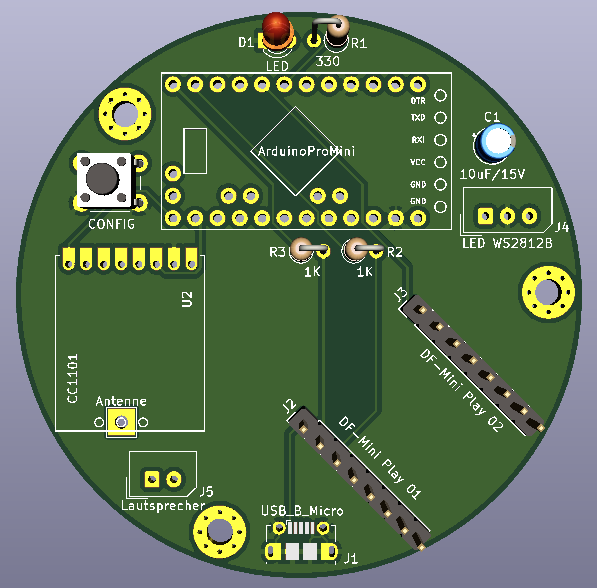 D1
R1
LED
330
DTR
TXD
RXI
VCC
GND
GND
ArduinoProMini
C1
10uF/15V
CONFIG
J4
LED WS2812B
R3
R2
1K
1K
U2
J3
DF-Mini Play 02
CC1101
Antenne
J2
DF-Mini Play 01
J5
Lautsprecher
USB_B_Micro
J1